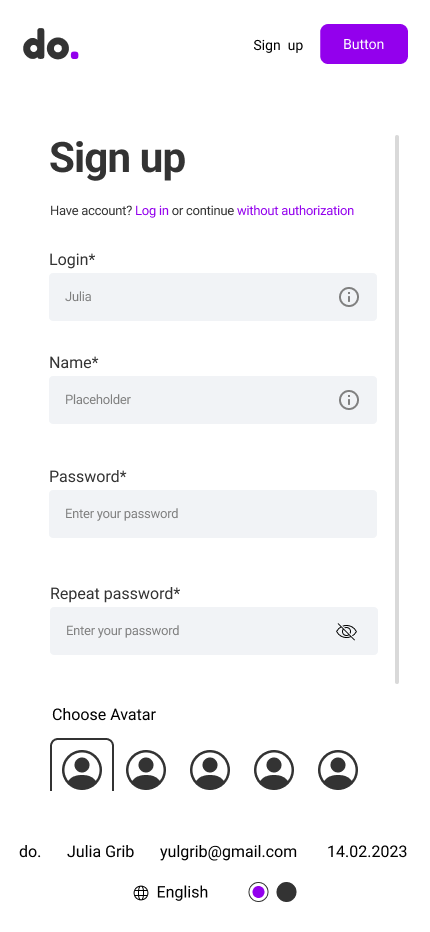 do.
Sign up
Button
Sign up
Have account? Log in or continue without authorization
Login*
Julia
Name*
Placeholder
Password*
Enter your password
Repeat password*
Enter your password
Choose Avatar
do. Julia Grib yulgrib@gmail.com 14.02.2023
English